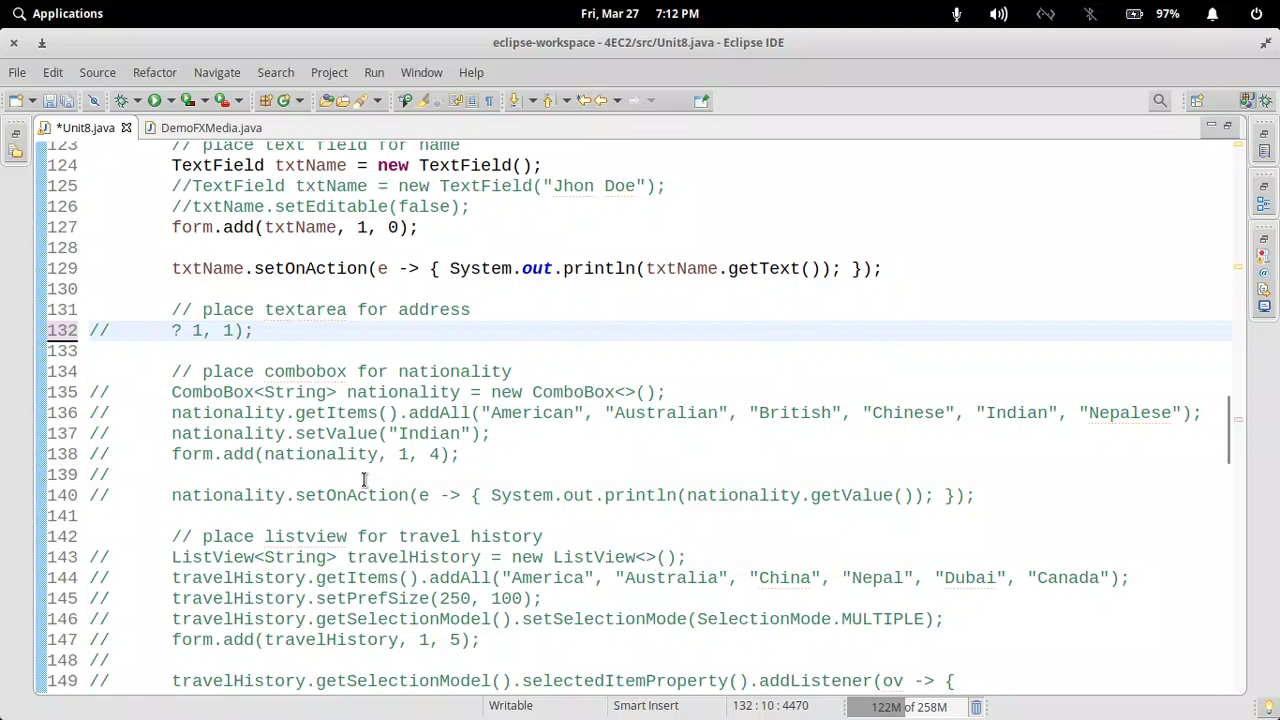 Applications
Fri, Mar 27 7:12 PM
97%
eclipse-workspace - 4EC2/src/Unit8.java - Eclipse IDE
File Edit Source Refactor Navigate Search Project Run Window Help
*Unit8.java DemoFXMedia.java
123 // place text field for name
124 TextField txtName = new TextField();
125 //TextField txtName = new TextField("Jhon Doe");
126 //txtName.setEditable(false);
127 form.add(txtName, 1, 0);
128
129 txtName.setOnAction(e -> { System.out.println(txtName.getText()); });
130
131 // place textarea for address
132 // ? 1, 1);
133
134 // place combobox for nationality
135 // ComboBox<String> nationality = new ComboBox<>();
136 // nationality.getItems().addAll("American", "Australian", "British", "Chinese", "Indian", "Nepalese");
137 // nationality.setValue("Indian");
138 // form.add(nationality, 1, 4);
139 //
140 // nationality.setOnAction(e -> { System.out.println(nationality.getValue()); });
141
142 // place listview for travel history
143 // ListView<String> travelHistory = new ListView<>();
144 // travelHistory.getItems().addAll("America", "Australia", "China", "Nepal", "Dubai", "Canada");
145 // travelHistory.setPrefSize(250, 100);
146 // travelHistory.getSelectionModel().setSelectionMode(SelectionMode.MULTIPLE);
147 // form.add(travelHistory, 1, 5);
148 //
149 // travelHistory.getSelectionModel().selectedItemProperty().addListener(ov -> {
Writable Smart Insert 132 : 10 : 4470 122M of 258M